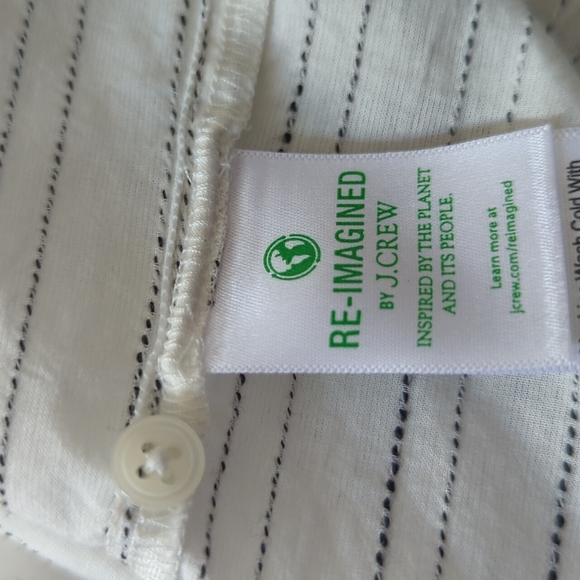 RE-IMAGINED
BY J.CREW
INSPIRED BY THE PLANET
AND ITS PEOPLE.
Learn more at
jcrew.com/reimagined
Cold With